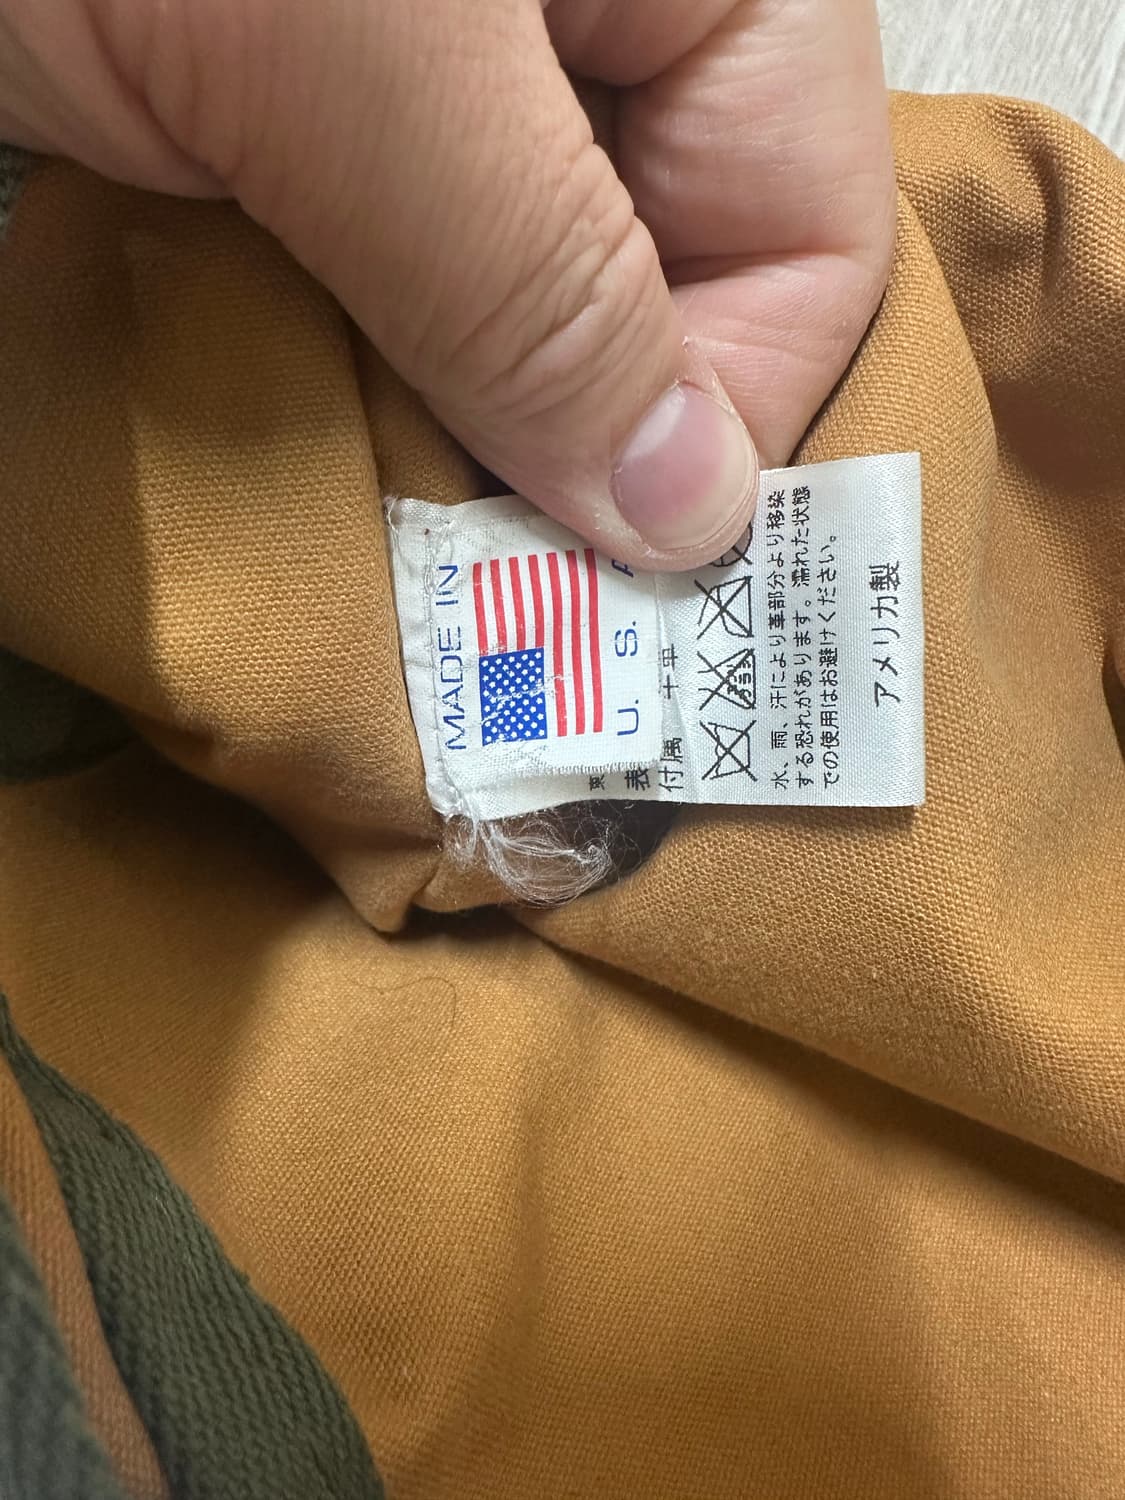 MADE IN
U. S. A
表
付属
水、雨、汗により革部分より移染
する恐れがあります。濡れた状態
での使用はお避けください。
アメリカ製